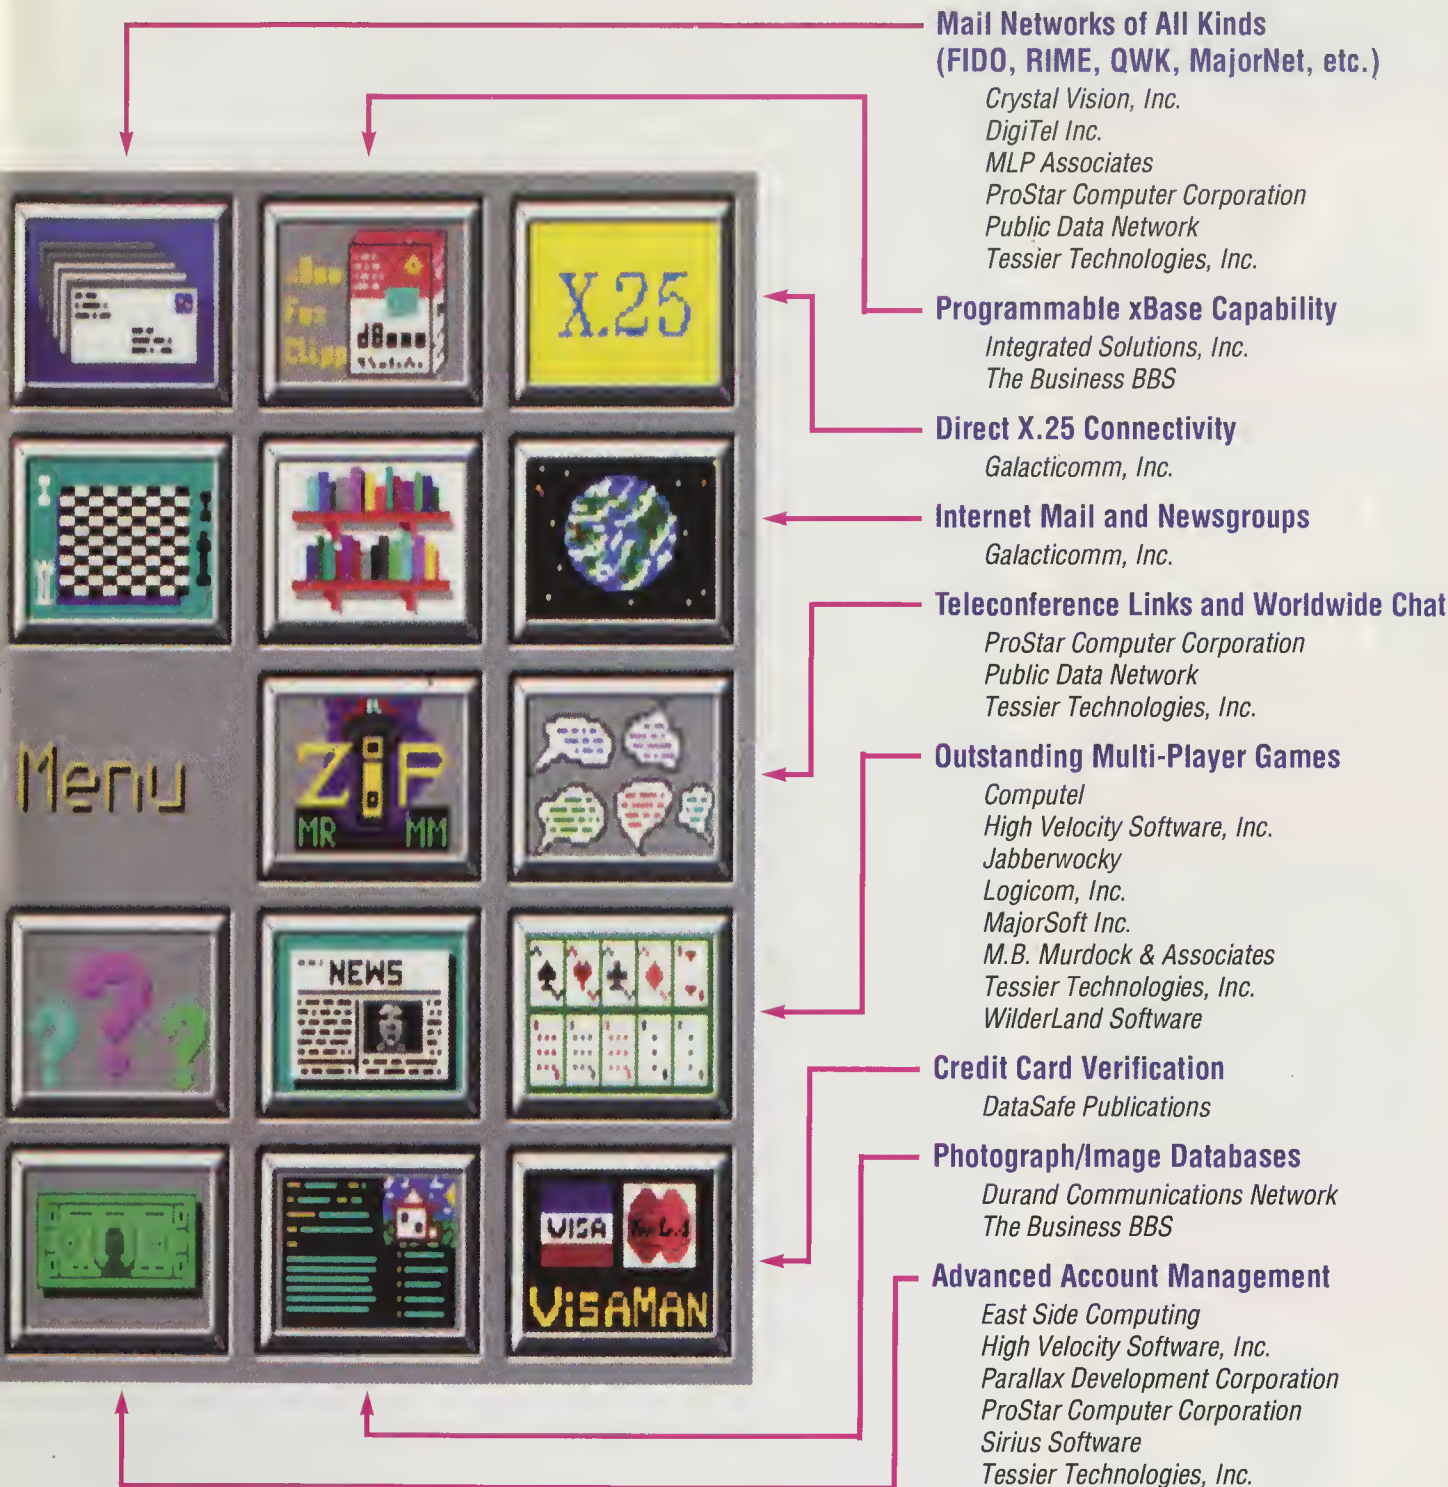 Mail Networks of All Kinds
(FIDO, RIME, QWK, MajorNet, etc.)
Crystal Vision, Inc.
DigiTel Inc.
MLP Associates
ProStar Computer Corporation
Public Data Network
Tessier Technologies, Inc.
Programmable xBase Capability
Integrated Solutions, Inc.
The Business BBS
Direct X.25 Connectivity
Galacticomm, Inc.
Internet Mail and Newsgroups
Galacticomm, Inc.
Teleconference Links and Worldwide Chat
ProStar Computer Corporation
Public Data Network
Tessier Technologies, Inc.
Outstanding Multi-Player Games
Computel
High Velocity Software, Inc.
Jabberwocky
Logicom, Inc.
MajorSoft Inc.
M.B. Murdock & Associates
Tessier Technologies, Inc.
WilderLand Software
Credit Card Verification
DataSafe Publications
Photograph/Image Databases
Durand Communications Network
The Business BBS
Advanced Account Management
East Side Computing
High Velocity Software, Inc.
Parallax Development Corporation
ProStar Computer Corporation
Sirius Software
Tessier Technologies, Inc.
Fox
Clipp
X.25
Menu
ZiP
MR MM
NEWS
VISA
ViSAMAN